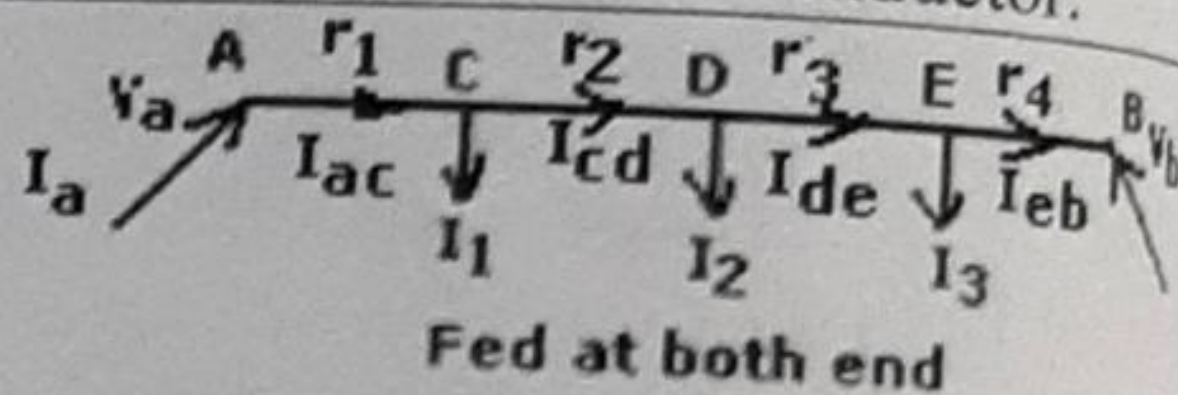 A r1 C r2 D r3 E r4 B
Va Vb
Ia Iac Icd Ide Ieb
I1 I2 I3
Fed at both end